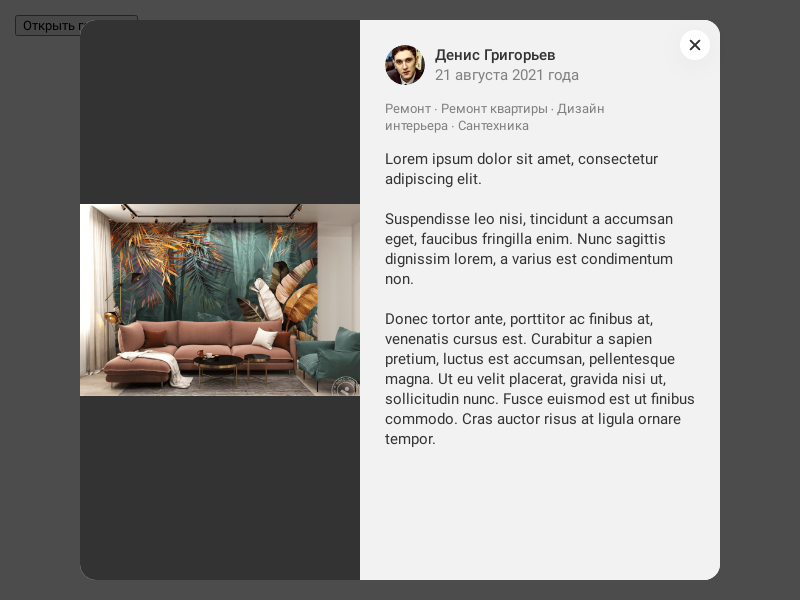 Открыть г
Денис Григорьев
21 августа 2021 года
Ремонт · Ремонт квартиры · Дизайн
интерьера · Сантехника
Lorem ipsum dolor sit amet, consectetur
adipiscing elit.
Suspendisse leo nisi, tincidunt a accumsan
eget, faucibus fringilla enim. Nunc sagittis
dignissim lorem, a varius est condimentum
non.
Donec tortor ante, porttitor ac finibus at,
venenatis cursus est. Curabitur a sapien
pretium, luctus est accumsan, pellentesque
magna. Ut eu velit placerat, gravida nisi ut,
sollicitudin nunc. Fusce euismod est ut finibus
commodo. Cras auctor risus at ligula ornare
tempor.